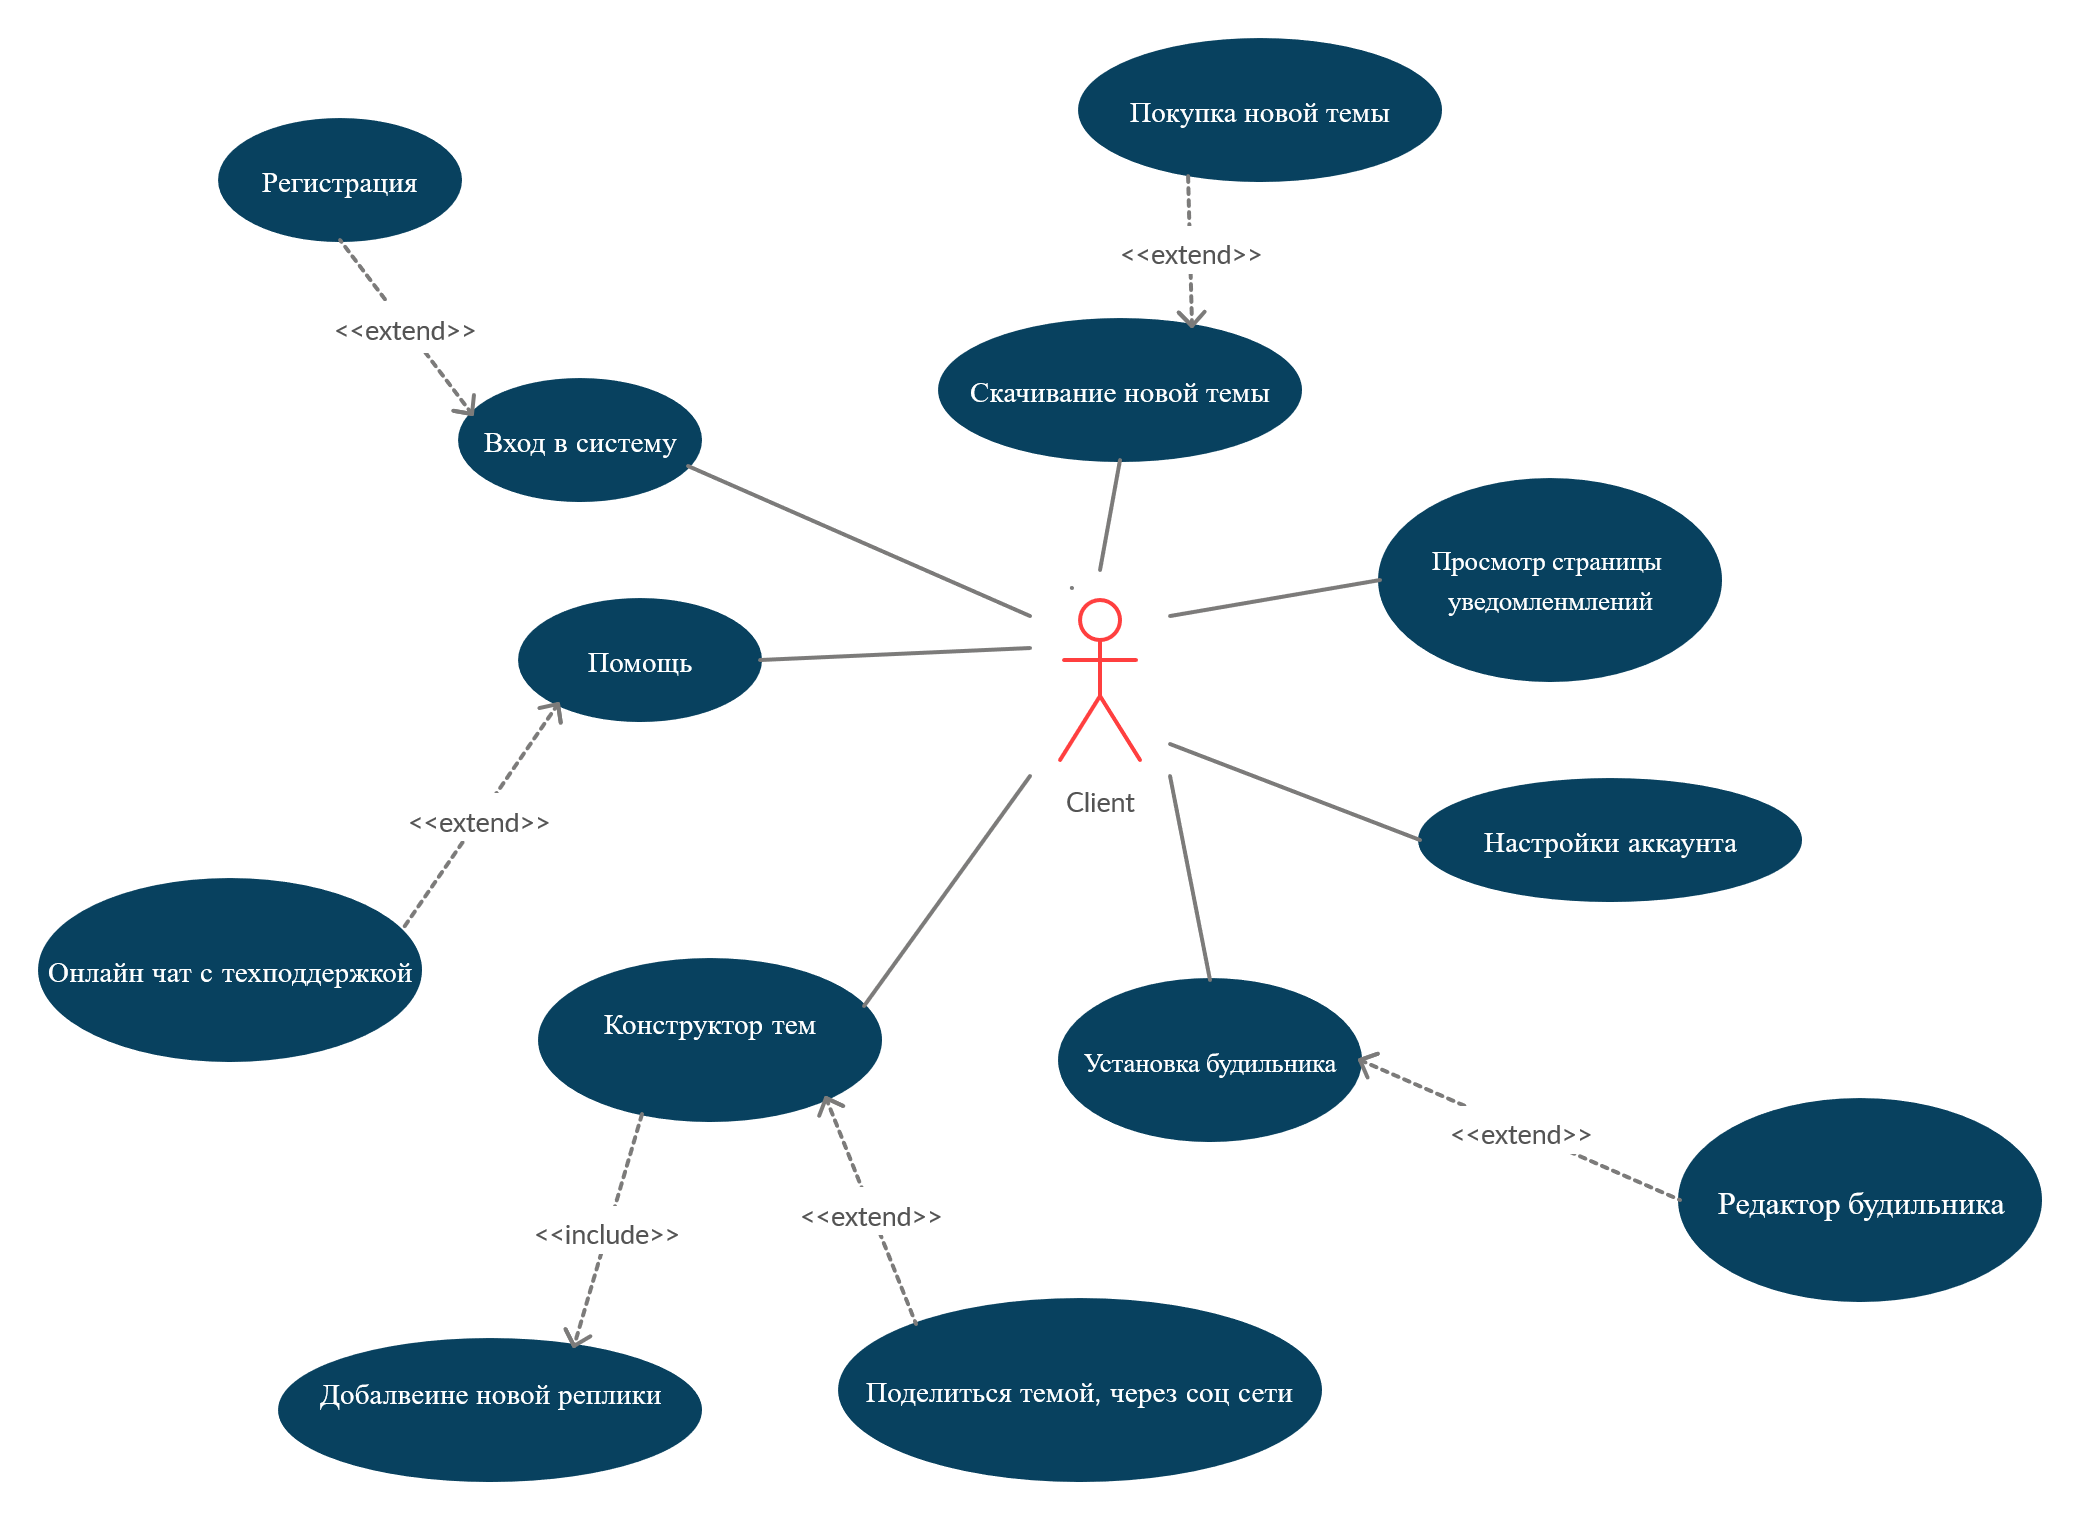 Покупка новой темы
Регистрация
<<extend>>
<<extend>>
Скачивание новой темы
Вход в систему
Просмотр страницы
уведомленмлений
Помощь
Client
<<extend>>
Настройки аккаунта
Онлайн чат с техподдержкой
Конструктор тем
Установка будильника
<<extend>>
Редактор будильника
<<include>>
<<extend>>
Добалвеине новой реплики
Поделиться темой, через соц сети